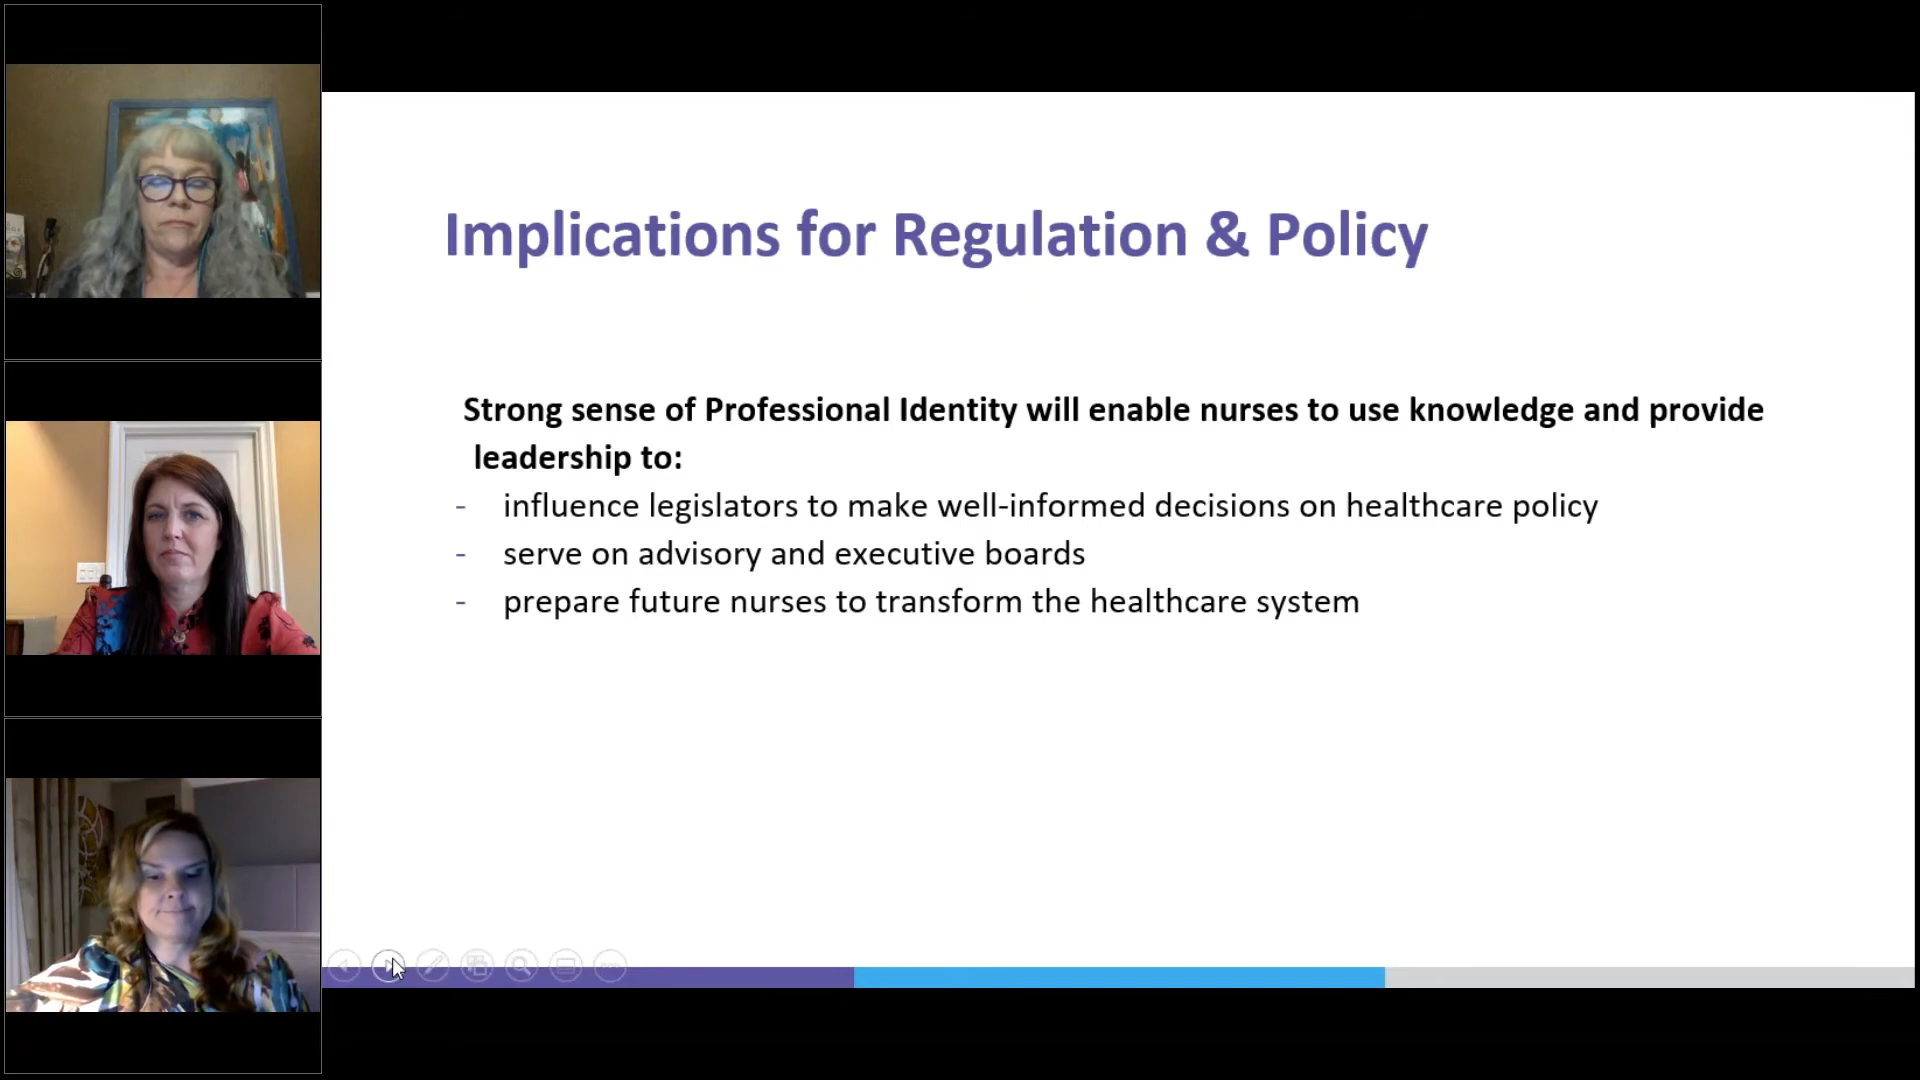 Implications for Regulation & Policy
Strong sense of Professional Identity will enable nurses to use knowledge and provide
leadership to:
- influence legislators to make well-informed decisions on healthcare policy
- serve on advisory and executive boards
- prepare future nurses to transform the healthcare system